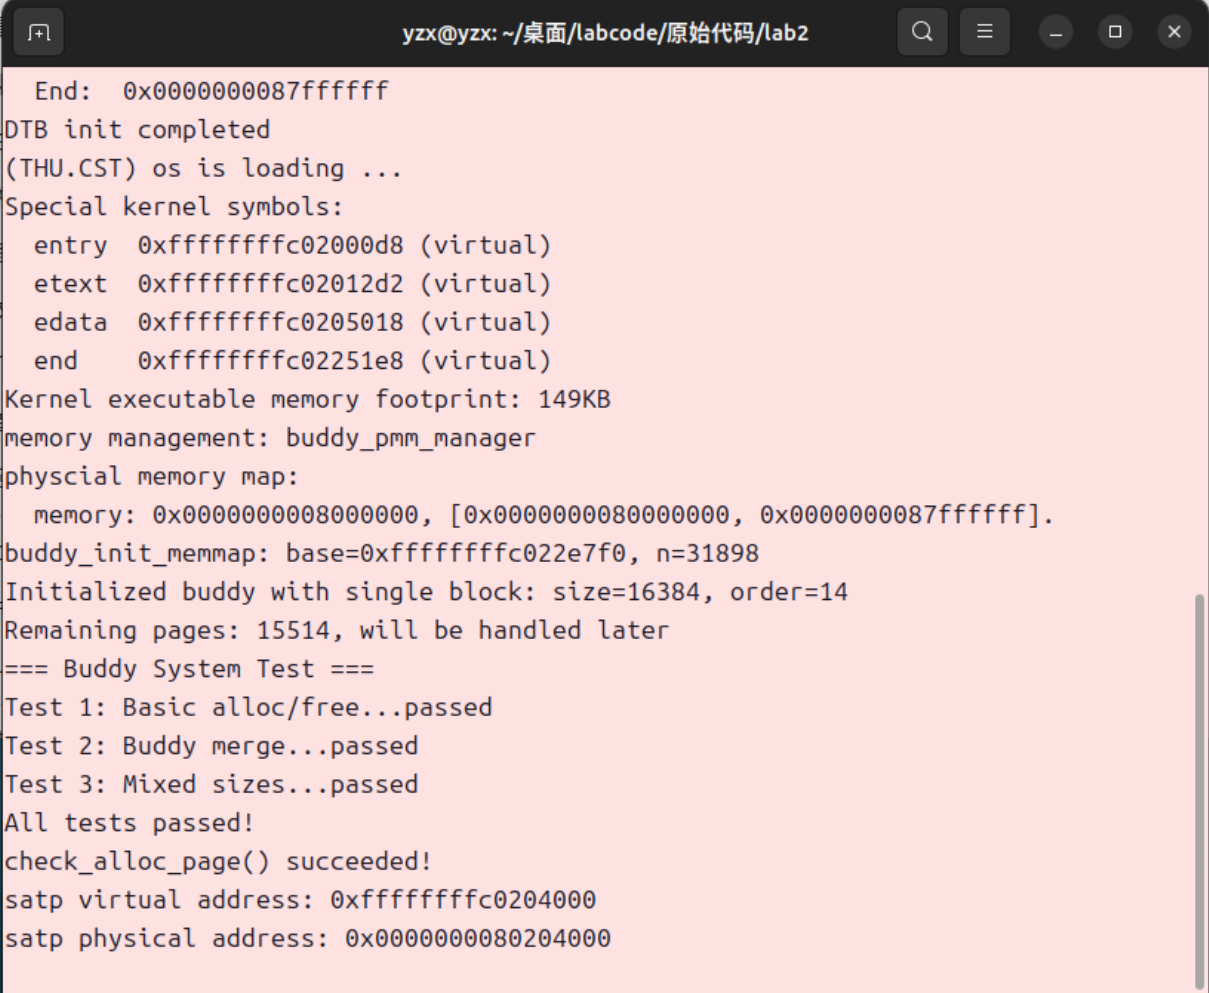 yzx@yzx: ~/桌面/labcode/原始代码/lab2
End: 0x0000000087ffffff
DTB init completed
(THU.CST) os is loading ...
Special kernel symbols:
entry 0xffffffffc02000d8 (virtual)
etext 0xffffffffc02012d2 (virtual)
edata 0xffffffffc0205018 (virtual)
end 0xffffffffc02251e8 (virtual)
Kernel executable memory footprint: 149KB
memory management: buddy_pmm_manager
physcial memory map:
memory: 0x0000000008000000, [0x0000000080000000, 0x0000000087ffffff].
buddy_init_memmap: base=0xffffffffc022e7f0, n=31898
Initialized buddy with single block: size=16384, order=14
Remaining pages: 15514, will be handled later
=== Buddy System Test ===
Test 1: Basic alloc/free...passed
Test 2: Buddy merge...passed
Test 3: Mixed sizes...passed
All tests passed!
check_alloc_page() succeeded!
satp virtual address: 0xffffffffc0204000
satp physical address: 0x0000000080204000